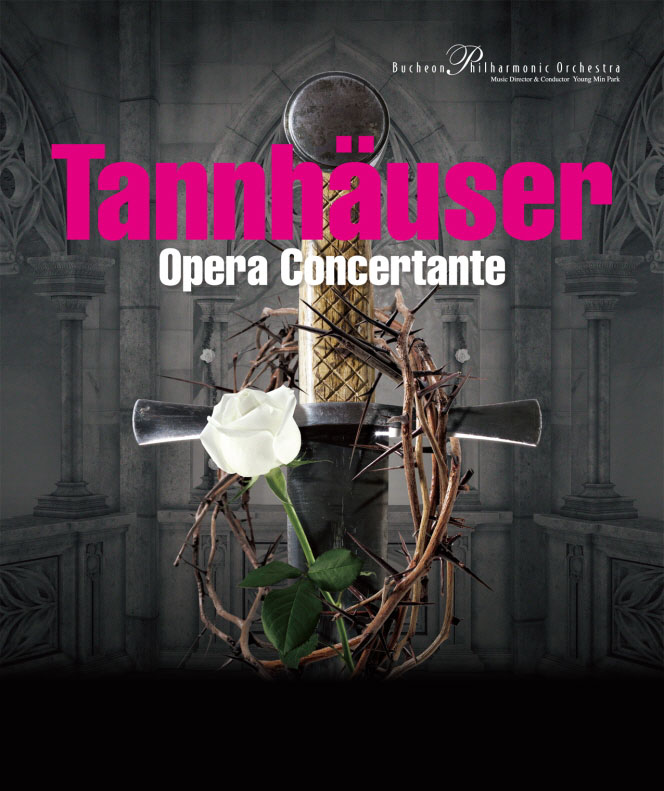 Bucheon Philharmonic Orchestra
Music Director & Conductor Young Min Park
Tannhäuser
Opera Concertante